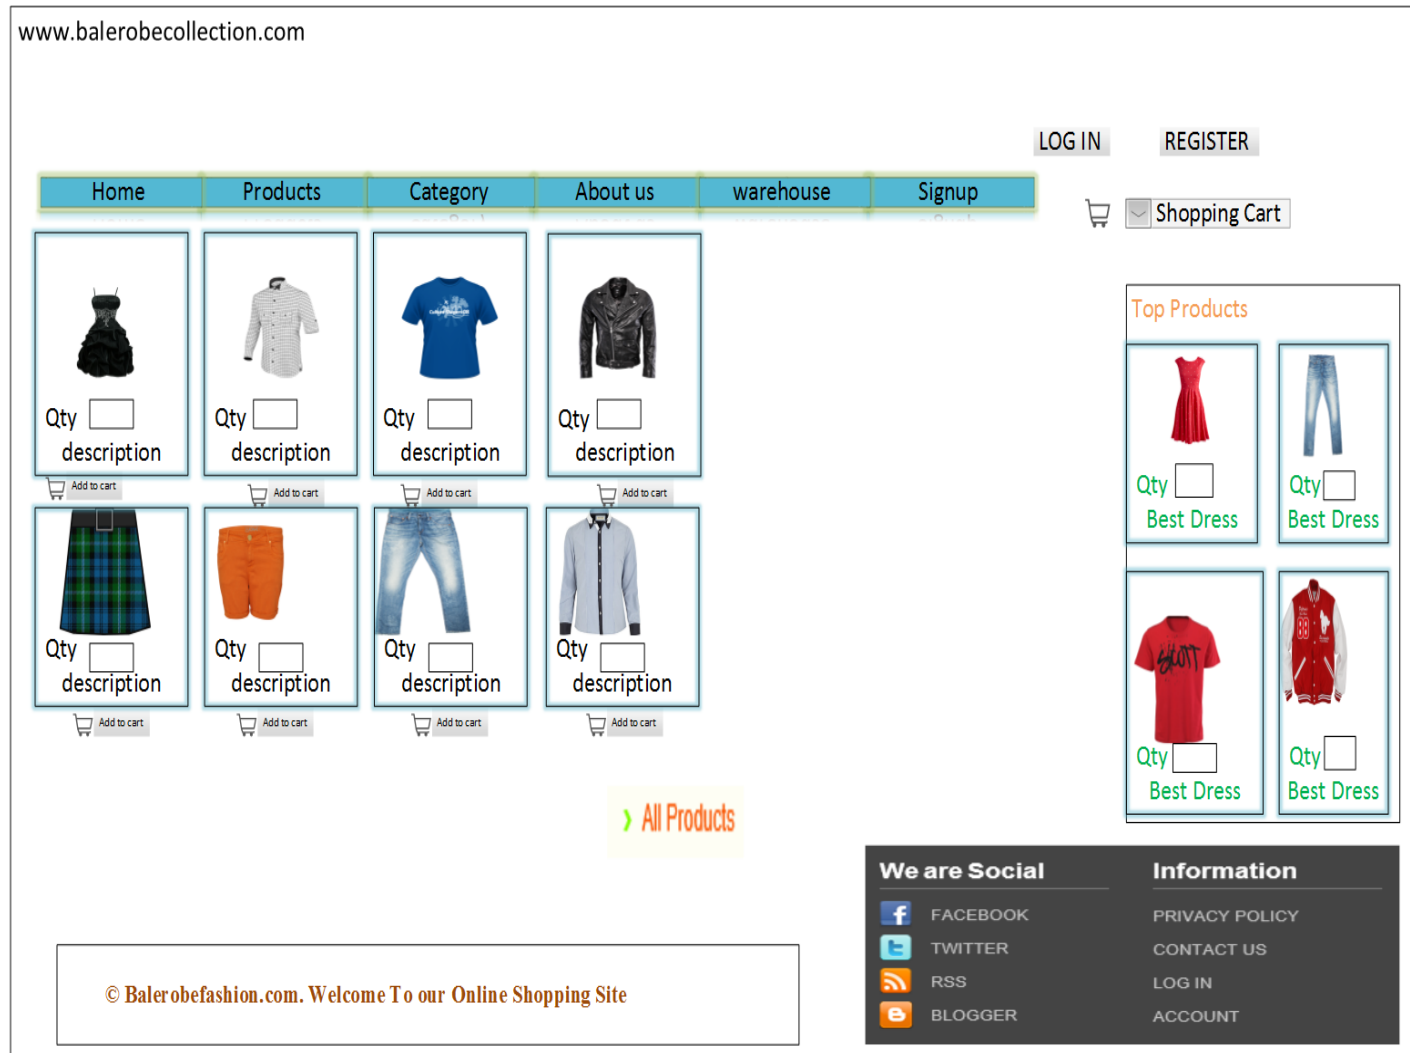 www.balerobecollection.com
LOG IN REGISTER
Home Products Category About us warehouse Signup
Shopping Cart
Qty Qty Qty Qty
description description description description
Add to cart Add to cart Add to cart Add to cart
Qty Qty Qty Qty
description description description description
Add to cart Add to cart Add to cart Add to cart
Top Products
Qty Qty
Best Dress Best Dress
88
Qty Qty
Best Dress Best Dress
All Products
We are Social
FACEBOOK
TWITTER
RSS
BLOGGER
Information
PRIVACY POLICY
CONTACT US
LOG IN
ACCOUNT
© Balerobefashion.com. Welcome To our Online Shopping Site